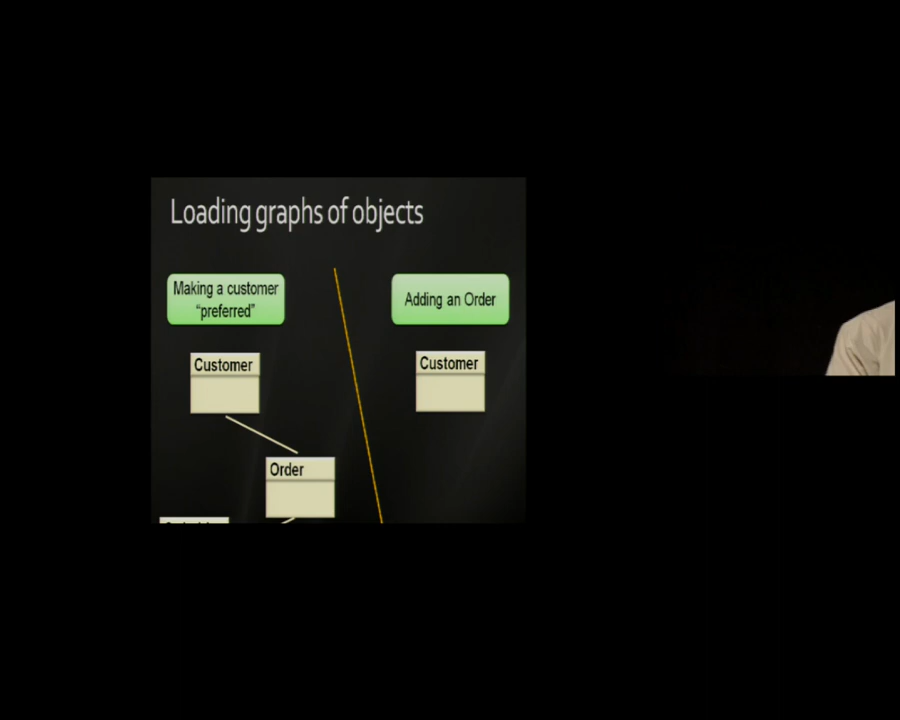 Loading graphs of objects
Making a customer
"preferred"
Adding an Order
Customer
Customer
Order